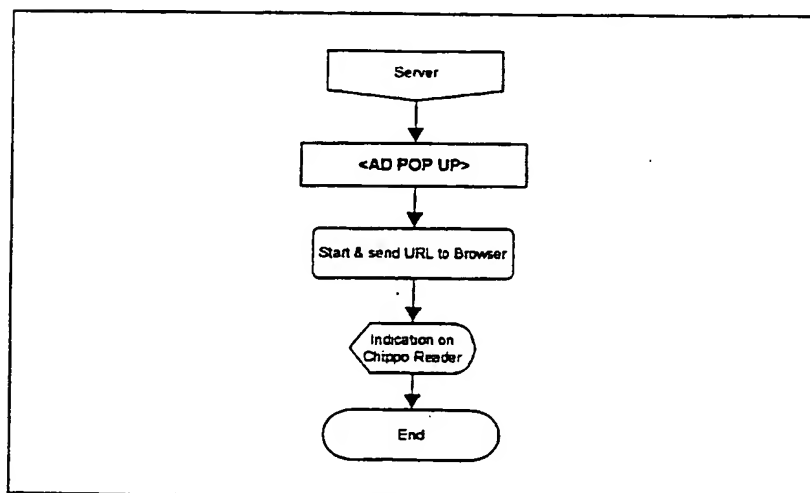 Server
<AD POP UP>
Start & send URL to Browser
Indication on
Chippo Reader
End